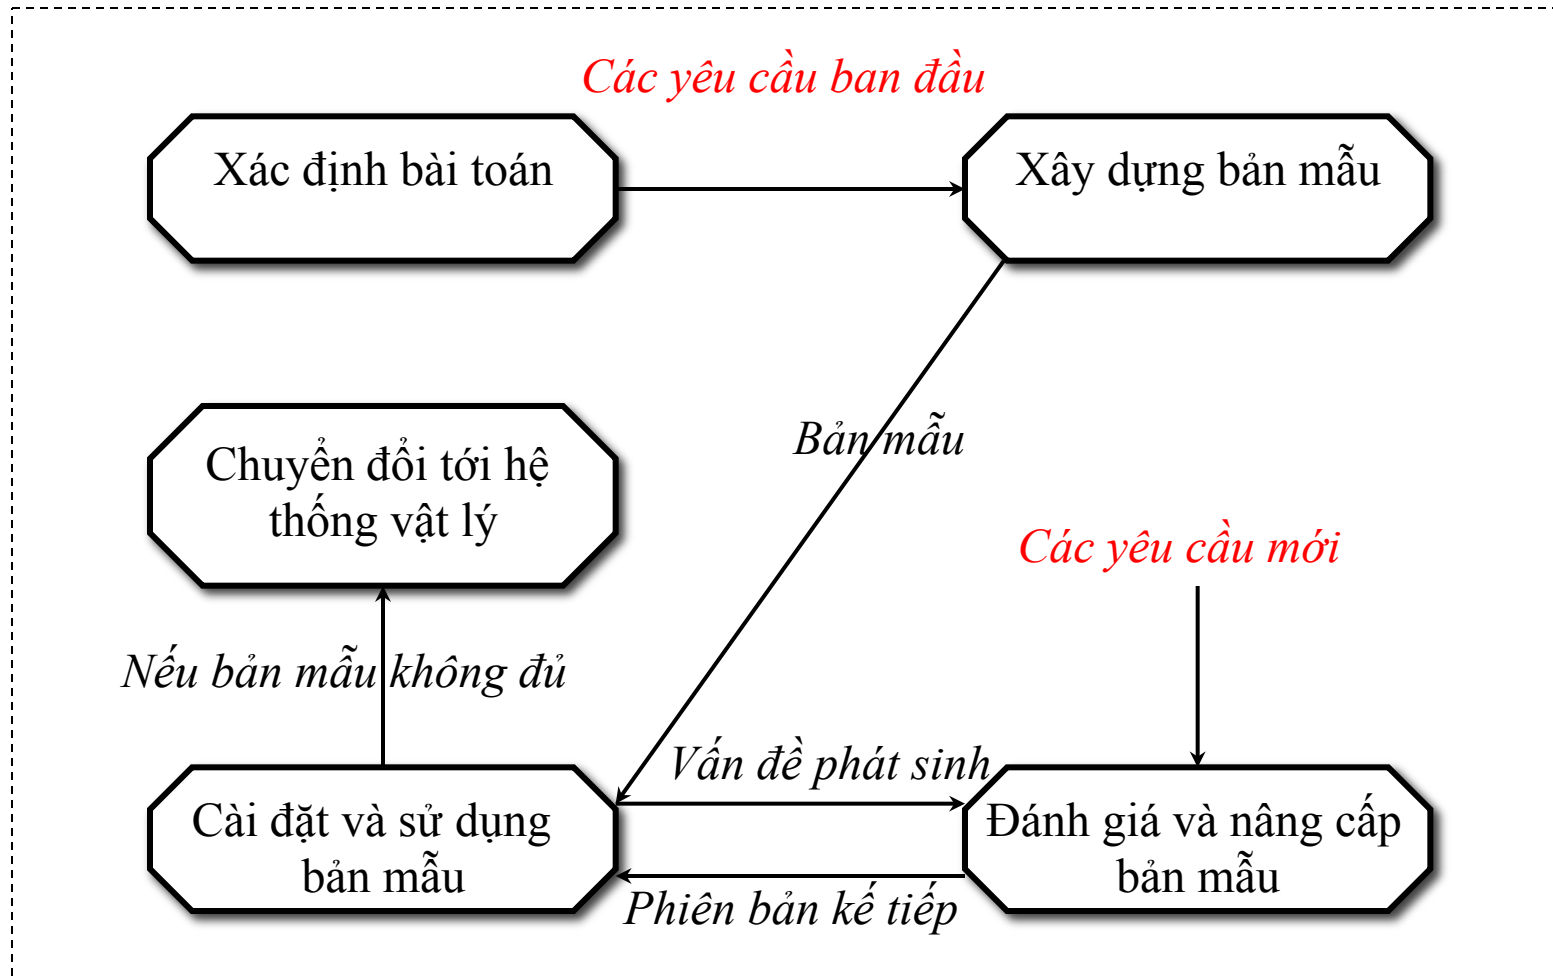 Các yêu cầu ban đầu
Xác định bài toán
Xây dựng bản mẫu
Bản mẫu
Chuyển đổi tới hệ
thống vật lý
Các yêu cầu mới
Nếu bản mẫu không đủ
Vấn đề phát sinh
Cài đặt và sử dụng
bản mẫu
Đánh giá và nâng cấp
bản mẫu
Phiên bản kế tiếp